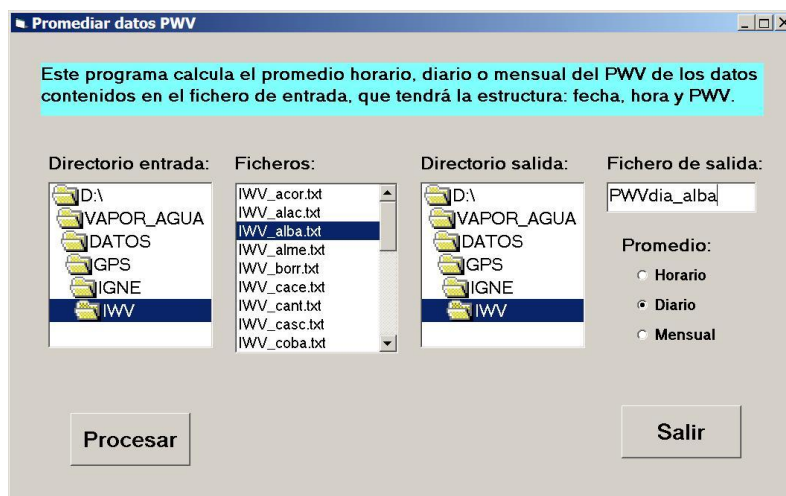 Promediar datos PWV
Este programa calcula el promedio horario, diario o mensual del PWV de los datos
contenidos en el fichero de entrada, que tendrá la estructura: fecha, hora y PWV.
Directorio entrada:
D:\
VAPOR_AGUA
DATOS
GPS
IGNE
IWV
Ficheros:
IWV_acor.txt
IWV_alac.txt
IWV_alba.txt
IWV_alme.txt
IWV_borr.txt
IWV_cace.txt
IWV_cant.txt
IWV_casc.txt
IWV_coba.txt
Directorio salida:
D:\
VAPOR_AGUA
DATOS
GPS
IGNE
IWV
Fichero de salida:
PWVdia_alba
Promedio:
Horario
Diario
Mensual
Procesar
Salir